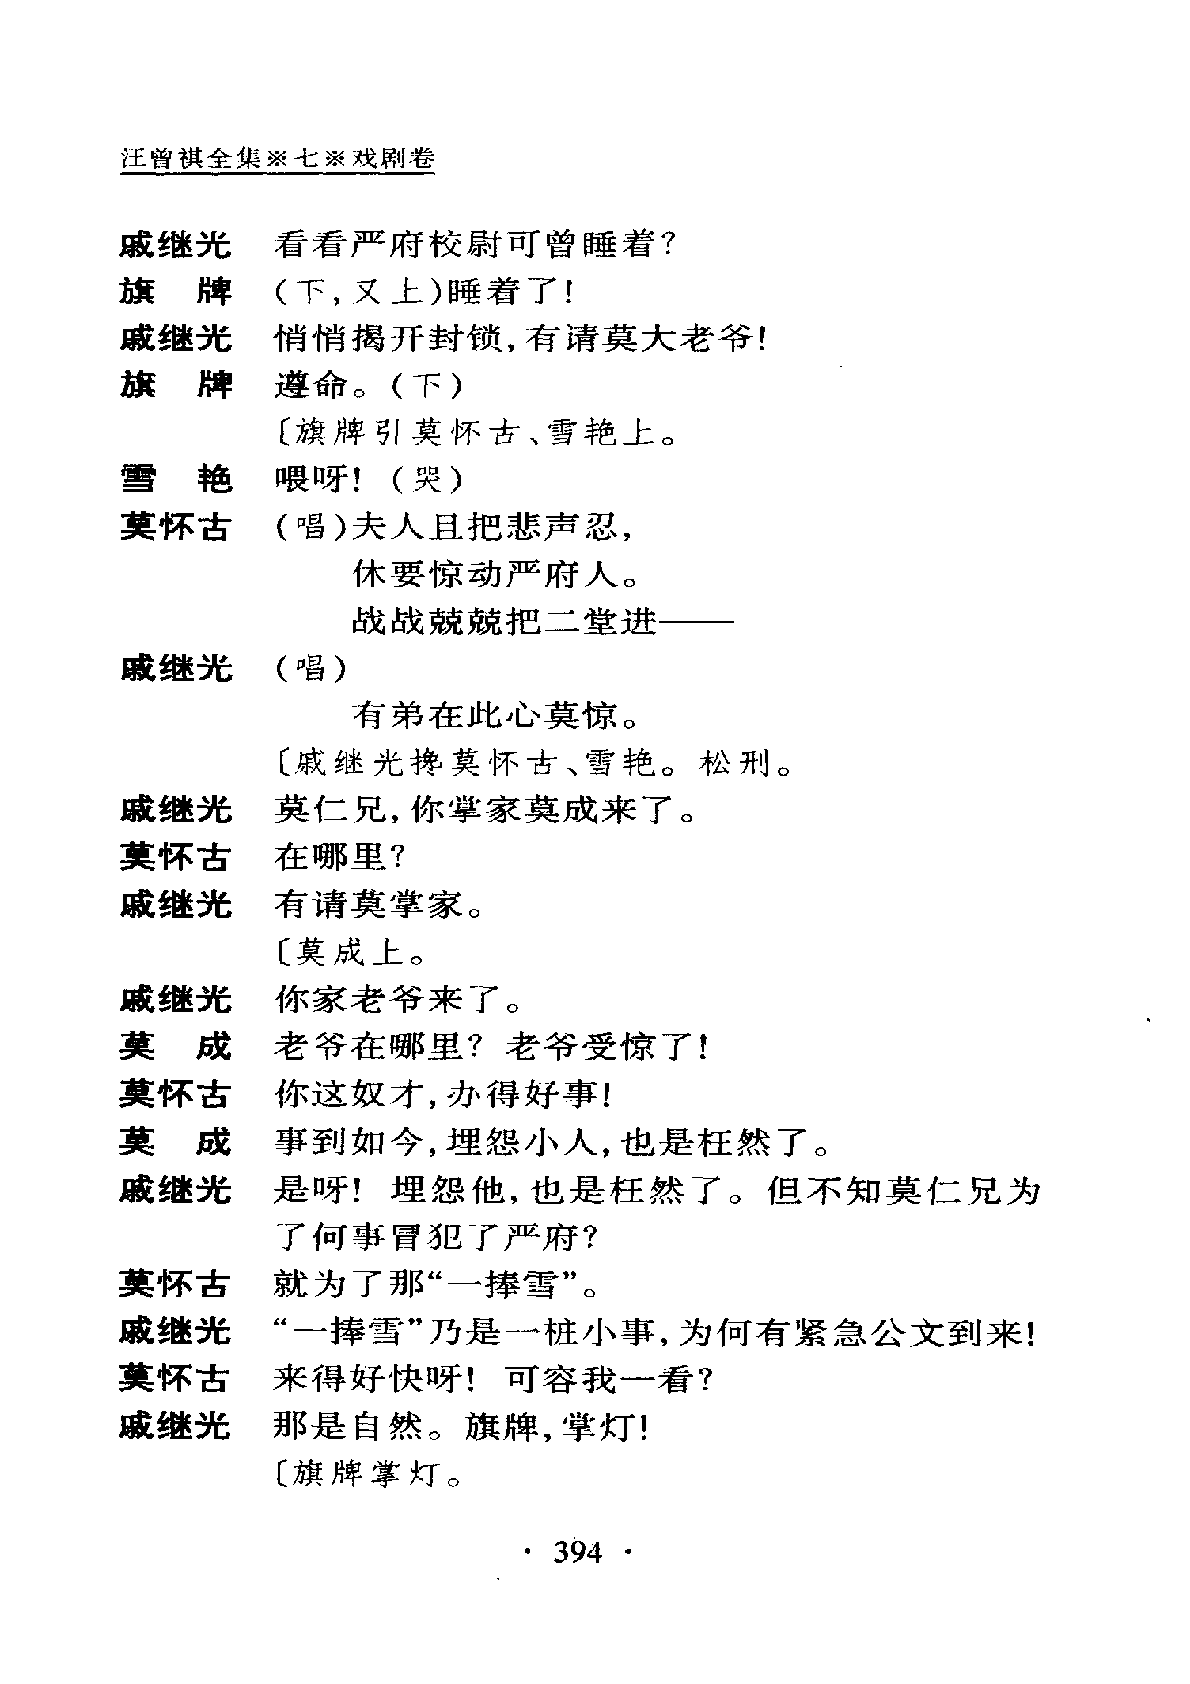 汪曾祺全集※七※戏剧卷
戚继光　看看严府校尉可曾睡着？
旗　牌　（下，又上）睡着了！
戚继光　悄悄揭开封锁，有请莫大老爷！
旗　牌　遵命。（下）
〔旗牌引莫怀古、雪艳上。
雪　艳　喂呀！（哭）
莫怀古　（唱）夫人且把悲声忍，
休要惊动严府人。
战战兢兢把二堂进——
戚继光　（唱）
有弟在此心莫惊。
〔戚继光搀莫怀古、雪艳。松刑。
戚继光　莫仁兄，你掌家莫成来了。
莫怀古　在哪里？
戚继光　有请莫掌家。
〔莫成上。
戚继光　你家老爷来了。
莫　成　老爷在哪里？老爷受惊了！
莫怀古　你这奴才，办得好事！
莫　成　事到如今，埋怨小人，也是枉然了。
戚继光　是呀！埋怨他，也是枉然了。但不知莫仁兄为
了何事冒犯了严府？
莫怀古　就为了那“一捧雪”。
戚继光　“一捧雪”乃是一桩小事，为何有紧急公文到来！
莫怀古　来得好快呀！可容我一看？
戚继光　那是自然。旗牌，掌灯！
〔旗牌掌灯。
· 394 ·